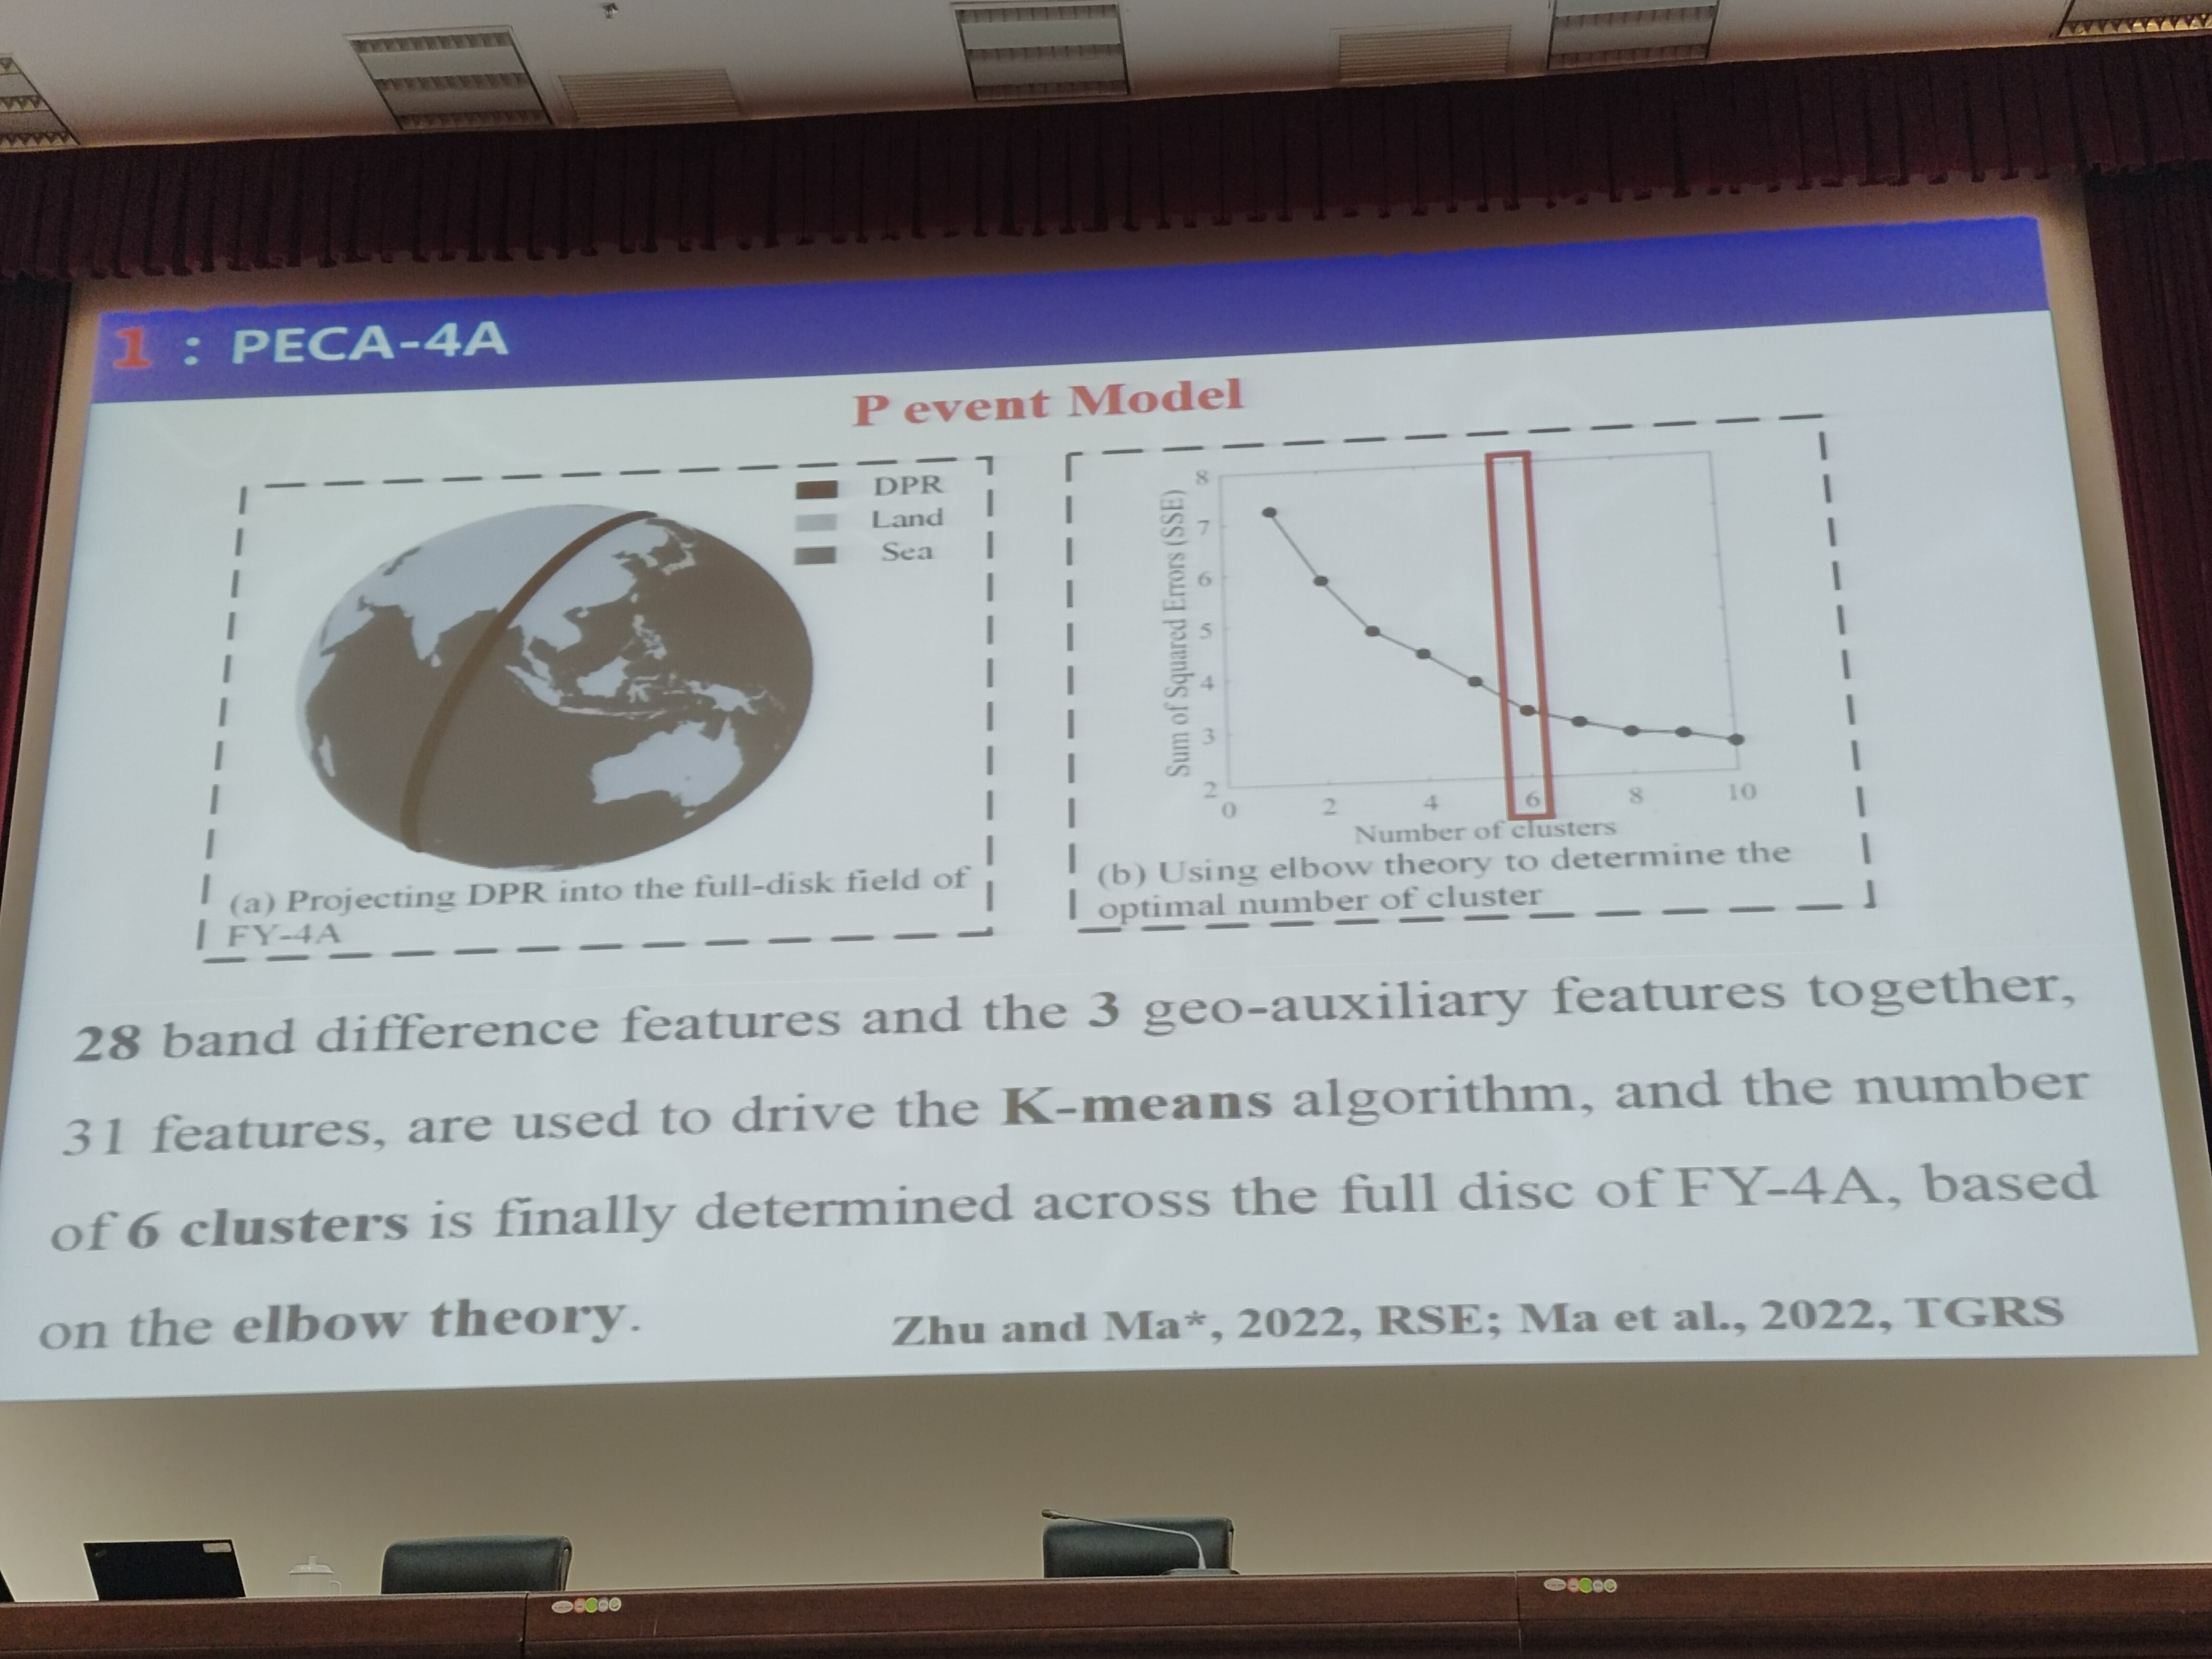 1 : PECA-4A
P event Model
DPR
Land
Sea
(a) Projecting DPR into the full-disk field of
FY-4A
Sum of Squared Errors (SSE)
8
7
6
5
4
3
2
0 2 4 6 8 10
Number of clusters
(b) Using elbow theory to determine the
optimal number of cluster
28 band difference features and the 3 geo-auxiliary features together,
31 features, are used to drive the K-means algorithm, and the number
of 6 clusters is finally determined across the full disc of FY-4A, based
on the elbow theory.
Zhu and Ma*, 2022, RSE; Ma et al., 2022, TGRS